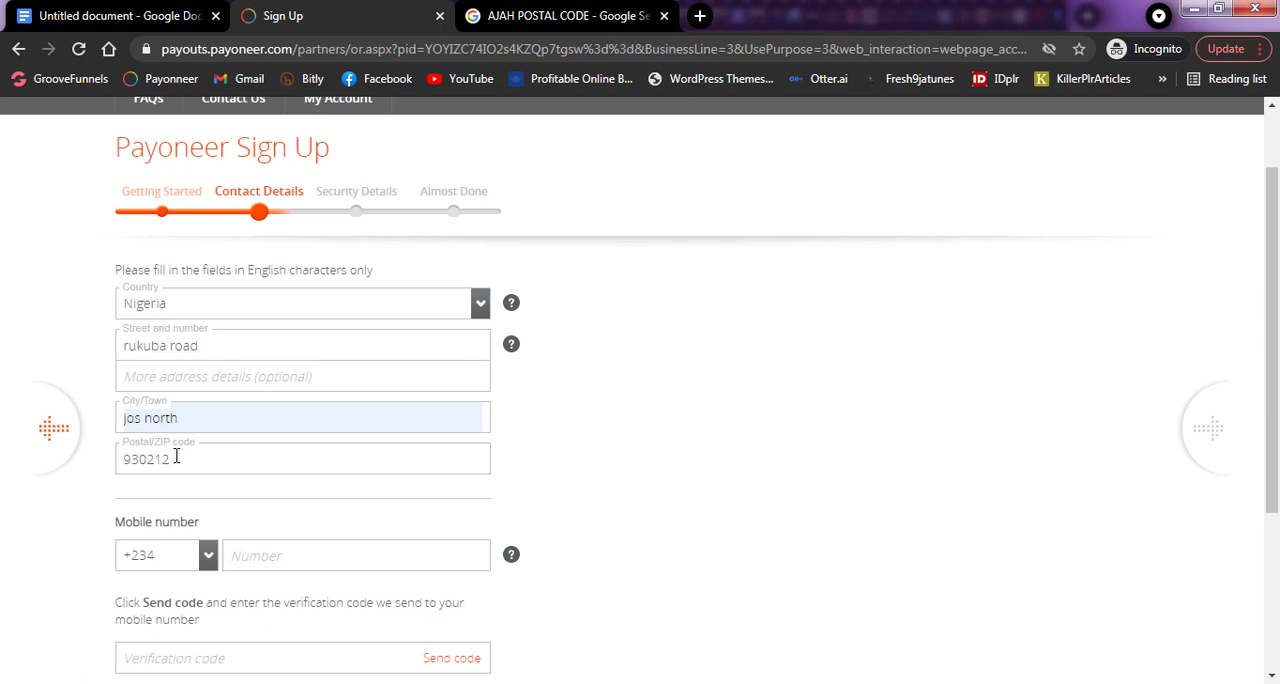 Untitled document - Google Doc
Sign Up
AJAH POSTAL CODE - Google Se
payouts.payoneer.com/partners/or.aspx?pid=YOYIZC74IO2s4KZQp7tgsw%3d%3d&BusinessLine=3&UsePurpose=3&web_interaction=webpage_acc...
Incognito
Update
GrooveFunnels
Payoneer
Gmail
Bitly
Facebook
YouTube
Profitable Online B...
WordPress Themes...
Otter.ai
Fresh9jatunes
IDplr
KillerPlrArticles
»
Reading list
FAQs
Contact Us
My Account
Payoneer Sign Up
Getting Started
Contact Details
Security Details
Almost Done
Please fill in the fields in English characters only
Country
Nigeria
Street and number
rukuba road
More address details (optional)
City/Town
jos north
Postal/ZIP code
930212
Mobile number
+234
Number
Click Send code and enter the verification code we send to your
mobile number
Verification code
Send code